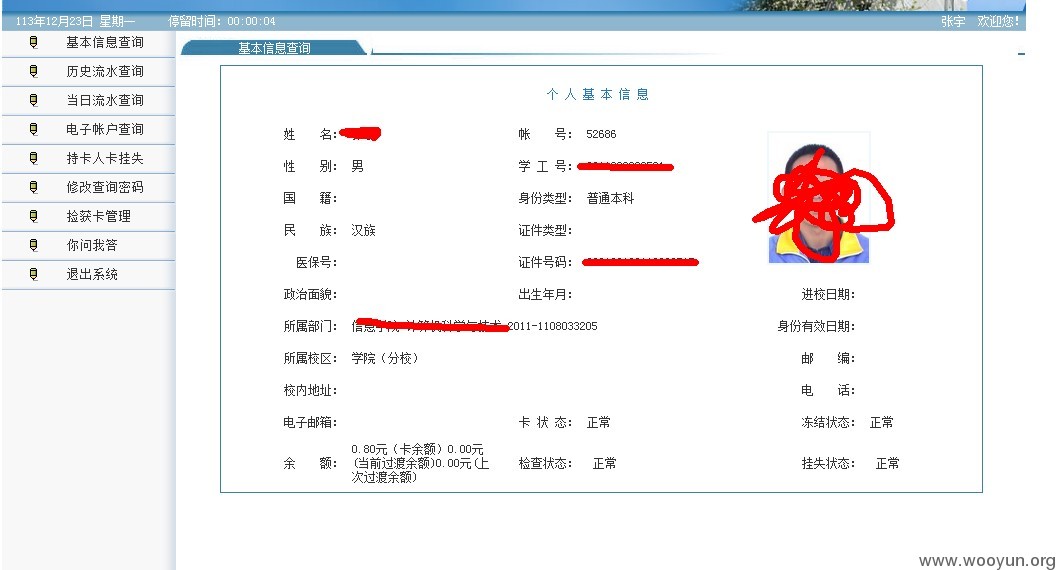 113年12月23日 星期一 停留时间：00:00:04 张宇 欢迎您！
基本信息查询
历史流水查询
当日流水查询
电子帐户查询
持卡人卡挂失
修改查询密码
捡获卡管理
你问我答
退出系统
基本信息查询
个人基本信息
姓 名： 帐 号： 52686
性 别： 男 学工号：
国 籍： 身份类型： 普通本科
民 族： 汉族 证件类型：
医保号： 证件号码：
政治面貌： 出生年月： 进校日期：
所属部门： 2011-1108033205 身份有效日期：
所属校区： 学院（分校） 邮 编：
校内地址： 电 话：
电子邮箱： 卡状态： 正常 冻结状态： 正常
余 额： 0.80元（卡余额）0.00元
(当前过渡余额)0.00元(上
次过渡余额) 检查状态： 正常 挂失状态： 正常
www.wooyun.org